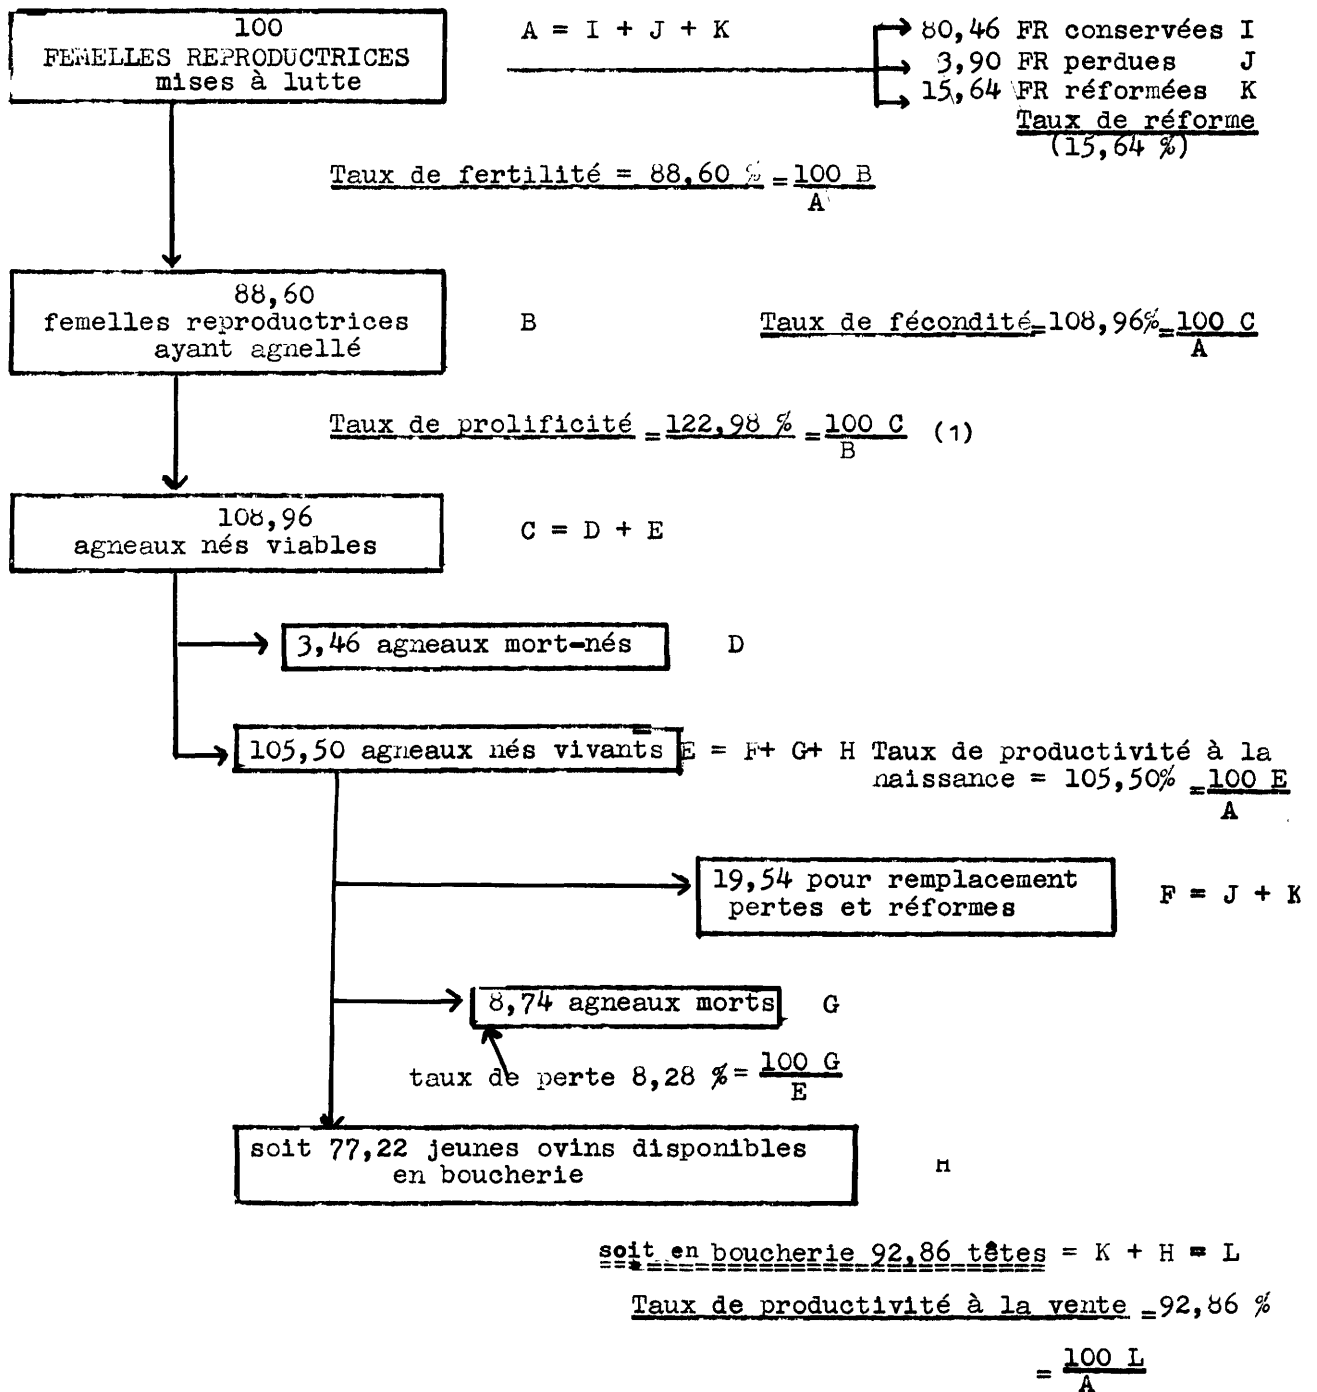 100
FEMELLES REPRODUCTRICES
mises à lutte
A = I + J + K
80,46 FR conservées I
3,90 FR perdues J
15,64 FR réformées K
Taux de réforme
(15,64 %)
Taux de fertilité = 88,60 % = 100 B
A
88,60
femelles reproductrices
ayant agnellé
B
Taux de fécondité=108,96%=100 C
A
Taux de prolificité =122,98 % =100 C (1)
B
108,96
agneaux nés viables
C = D + E
3,46 agneaux mort-nés D
105,50 agneaux nés vivants E = F+ G+ H Taux de productivité à la
naissance = 105,50% =100 E
A
19,54 pour remplacement
pertes et réformes
F = J + K
8,74 agneaux morts G
taux de perte 8,28 %= 100 G
E
soit 77,22 jeunes ovins disponibles
en boucherie
H
soit en boucherie 92,86 têtes = K + H = L
Taux de productivité à la vente =92,86 %
= 100 L
A